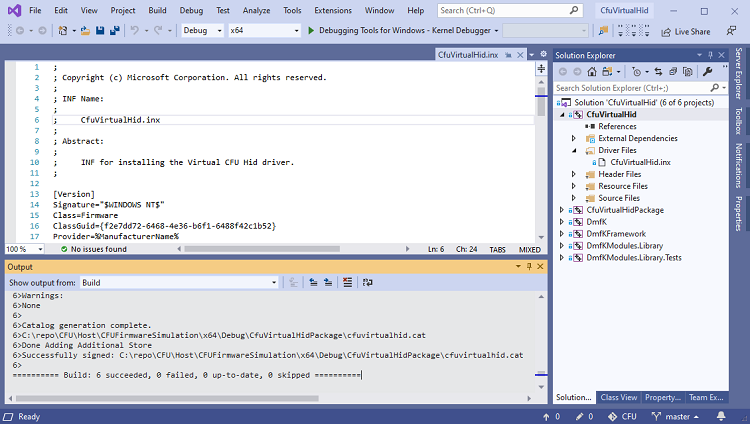 File Edit View Project Build Debug Test Analyze Tools Extensions Window Help Search (Ctrl+Q) CfuVirtualHid
Debug x64 Debugging Tools for Windows - Kernel Debugger Live Share
CfuVirtualHid.inx
1 ;
2 ; Copyright (c) Microsoft Corporation. All rights reserved.
3 ;
4 ; INF Name:
5 ;
6 ; CfuVirtualHid.inx
7 ;
8 ; Abstract:
9 ;
10 ; INF for installing the Virtual CFU Hid driver.
11 ;
12
13 [Version]
14 Signature="$WINDOWS NT$"
15 Class=Firmware
16 ClassGuid={f2e7dd72-6468-4e36-b6f1-6488f42c1b52}
17 Provider=%ManufacturerName%
100 % No issues found Ln: 6 Ch: 24 TABS MIXED
Output
Show output from: Build
6>Warnings:
6>None
6>
6>Catalog generation complete.
6>C:\repo\CFU\Host\CFUFirmwareSimulation\x64\Debug\CfuVirtualHidPackage\cfuvirtualhid.cat
6>Done Adding Additional Store
6>Successfully signed: C:\repo\CFU\Host\CFUFirmwareSimulation\x64\Debug\CfuVirtualHidPackage\cfuvirtualhid.cat
6>
========== Build: 6 succeeded, 0 failed, 0 up-to-date, 0 skipped ==========
Solution Explorer
Search Solution Explorer (Ctrl+;)
Solution 'CfuVirtualHid' (6 of 6 projects)
CfuVirtualHid
References
External Dependencies
Driver Files
CfuVirtualHid.inx
Header Files
Resource Files
Source Files
CfuVirtualHidPackage
DmfK
DmfKFramework
DmfKModules.Library
DmfKModules.Library.Tests
Solution... Class View Property... Team Ex...
Server Explorer
Toolbox
Notifications
Properties
Ready 0 0 CFU master